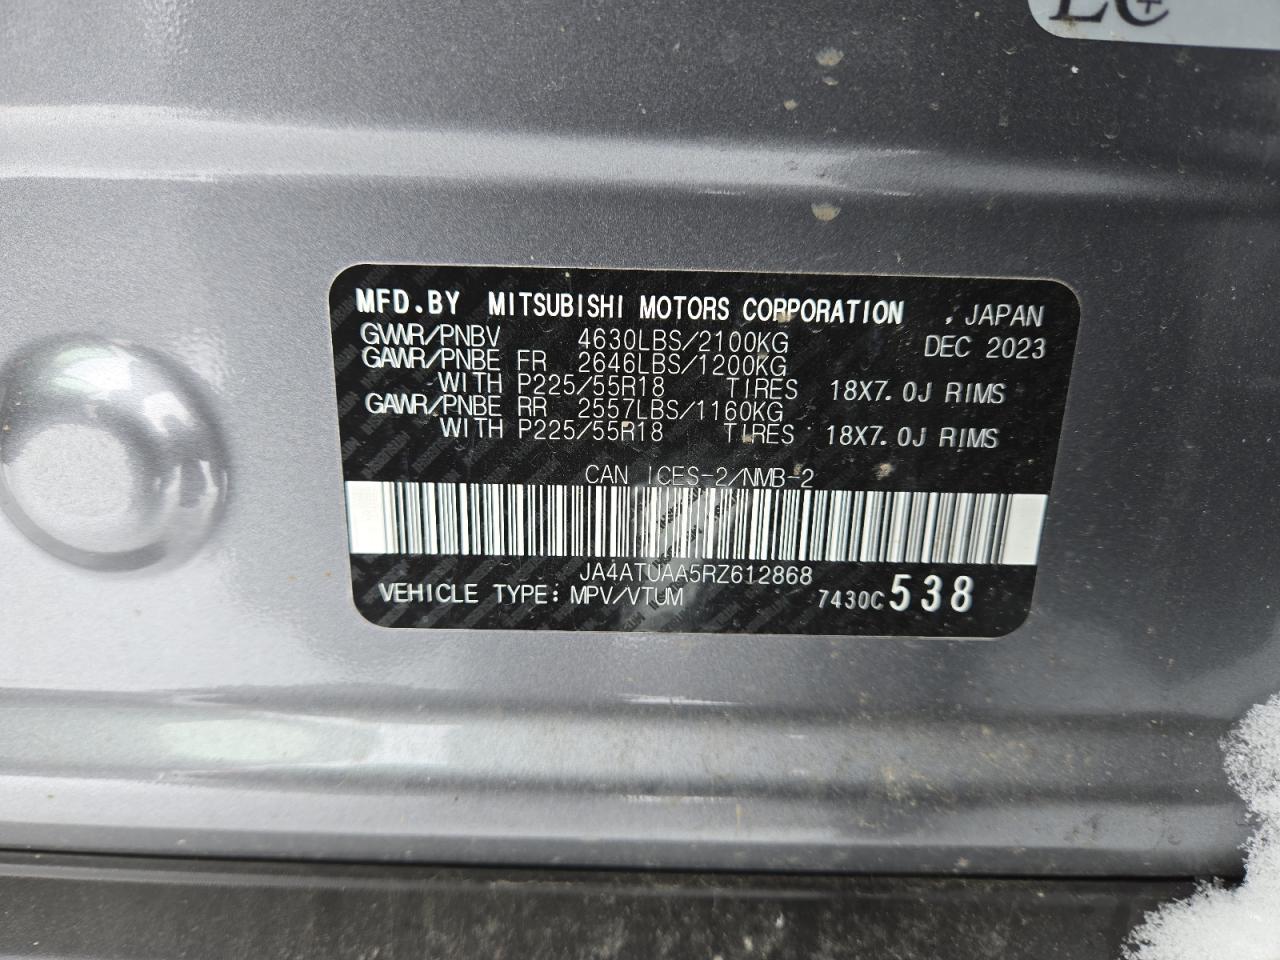 MFD.BY MITSUBISHI MOTORS CORPORATION , JAPAN
GVWR/PNBV 4630LBS/2100KG DEC 2023
GAWR/PNBE FR 2646LBS/1200KG
WITH P225/55R18 TIRES 18X7.0J RIMS
GAWR/PNBE RR 2557LBS/1160KG
WITH P225/55R18 TIRES 18X7.0J RIMS
CAN ICES-2/NMB-2
JA4ATUAA5RZ612868
VEHICLE TYPE: MPV/VTUM 7430C 538